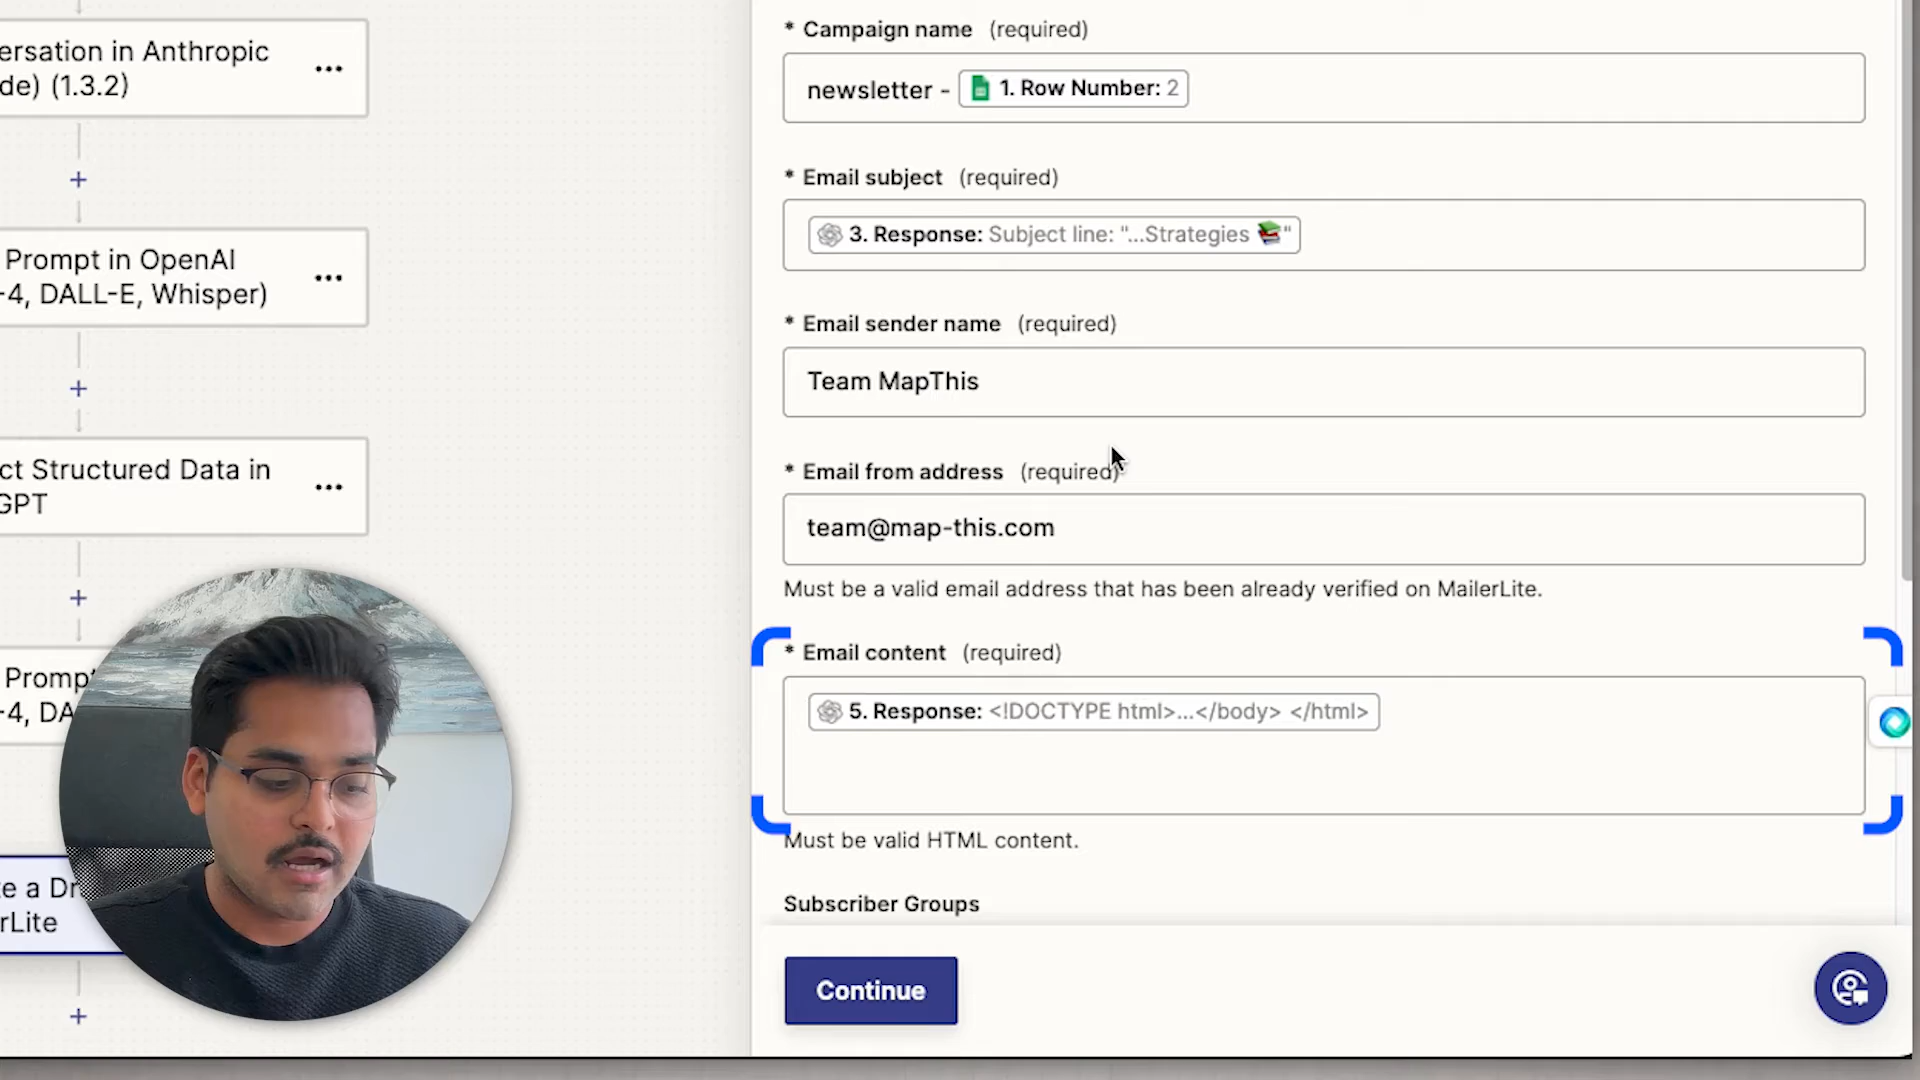 ersation in Anthropic
de) (1.3.2)
Prompt in OpenAI
-4, DALL-E, Whisper)
ct Structured Data in
GPT
Promp
-4, DA
te a Dr
rLite
* Campaign name (required)
newsletter - 1. Row Number: 2
* Email subject (required)
3. Response: Subject line: "...Strategies 📚"
* Email sender name (required)
Team MapThis
* Email from address (required)
team@map-this.com
Must be a valid email address that has been already verified on MailerLite.
* Email content (required)
5. Response: <!DOCTYPE html>...</body> </html>
Must be valid HTML content.
Subscriber Groups
Continue